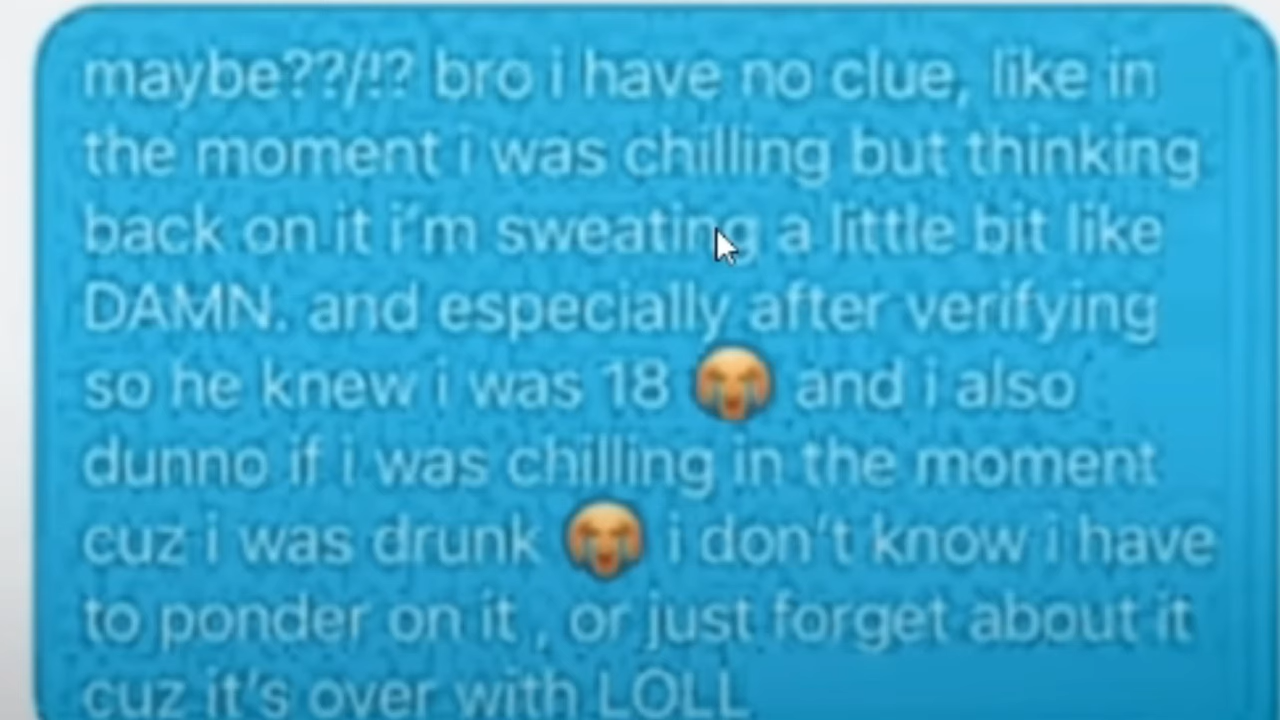 maybe??/!? bro i have no clue, like in
the moment i was chilling but thinking
back on it i'm sweating a little bit like
DAMN. and especially after verifying
so he knew i was 18 😭 and i also
dunno if i was chilling in the moment
cuz i was drunk 😭 i don't know i have
to ponder on it , or just forget about it
cuz it's over with LOLL